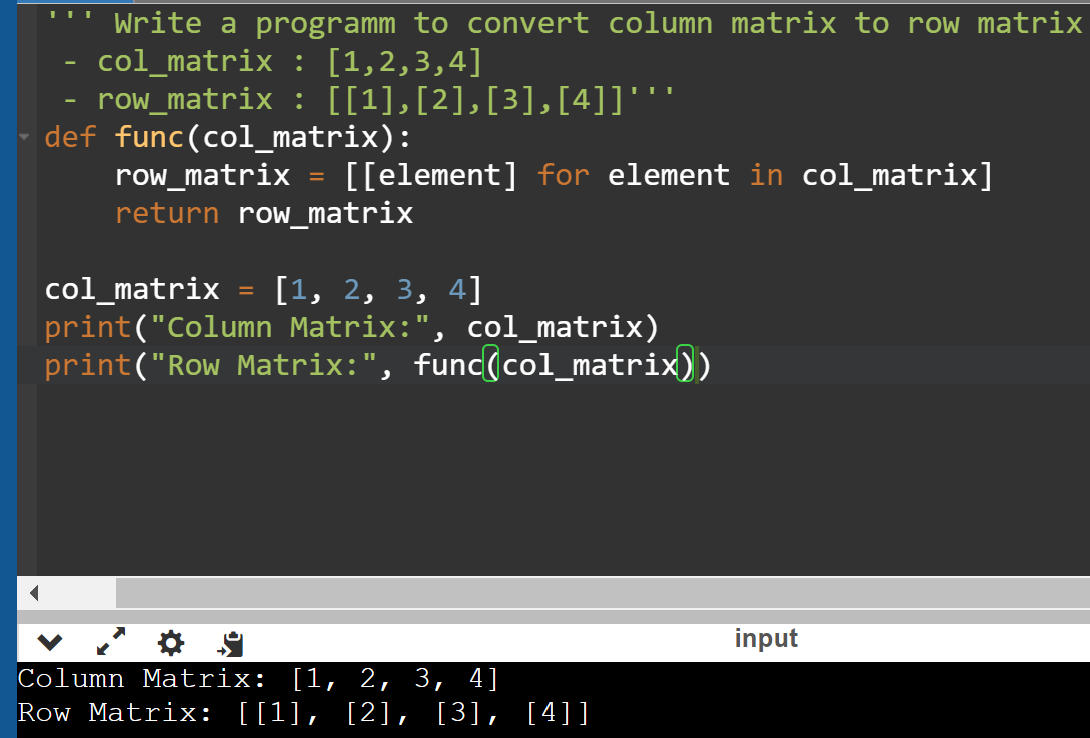 ''' Write a programm to convert column matrix to row matrix
 - col_matrix : [1,2,3,4]
 - row_matrix : [[1],[2],[3],[4]]'''
def func(col_matrix):
    row_matrix = [[element] for element in col_matrix]
    return row_matrix

col_matrix = [1, 2, 3, 4]
print("Column Matrix:", col_matrix)
print("Row Matrix:", func(col_matrix))
input
Column Matrix: [1, 2, 3, 4]
Row Matrix: [[1], [2], [3], [4]]